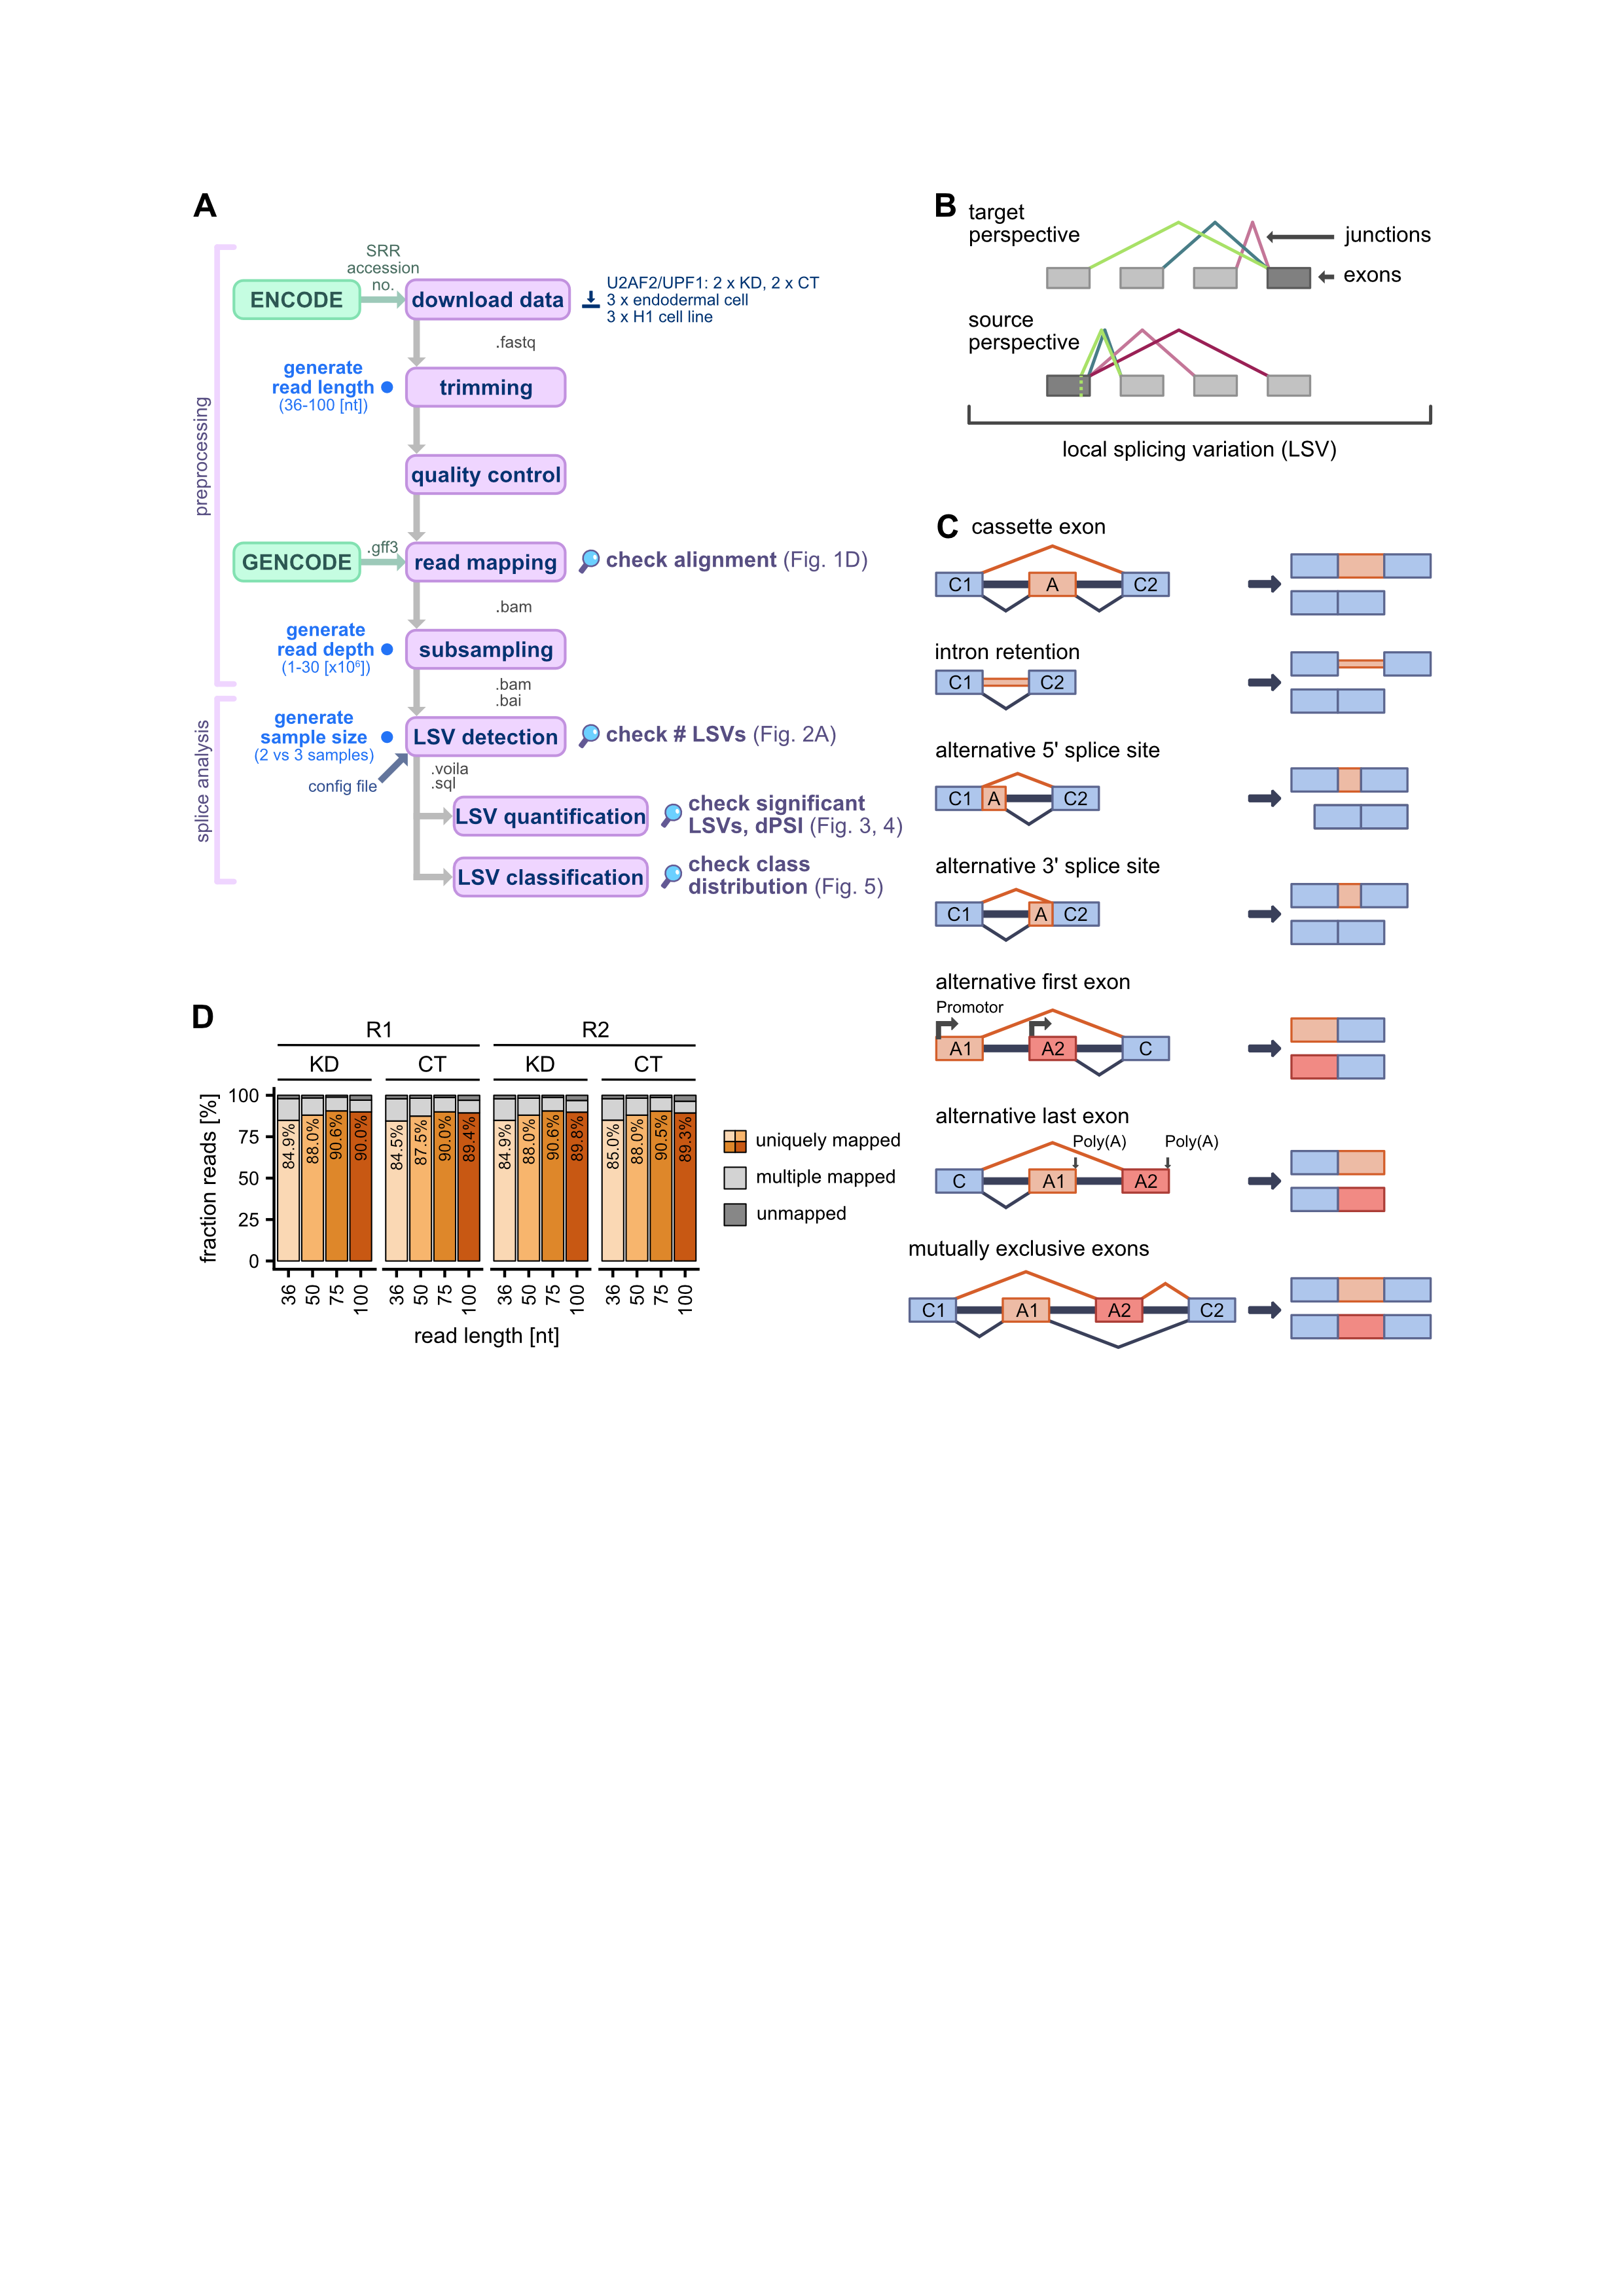 A
preprocessing
splice analysis
SRR
accession
no.
ENCODE
download data
U2AF2/UPF1: 2 x KD, 2 x CT
3 x endodermal cell
3 x H1 cell line
.fastq
generate
read length
(36-100 [nt])
trimming
quality control
GENCODE
.gff3
read mapping
check alignment (Fig. 1D)
.bam
generate
read depth
(1-30 [x10⁶])
subsampling
.bam
.bai
generate
sample size
(2 vs 3 samples)
LSV detection
check # LSVs (Fig. 2A)
config file
.voila
.sql
LSV quantification
check significant
LSVs, dPSI (Fig. 3, 4)
LSV classification
check class
distribution (Fig. 5)
B
target
perspective
junctions
exons
source
perspective
local splicing variation (LSV)
C
cassette exon
C1 A C2
intron retention
C1 C2
alternative 5' splice site
C1 A C2
alternative 3' splice site
C1 A C2
alternative first exon
Promotor
A1 A2 C
alternative last exon
Poly(A) Poly(A)
C A1 A2
mutually exclusive exons
C1 A1 A2 C2
D
R1 R2
KD CT KD CT
fraction reads [%]
100
75
50
25
0
84.9% 88.0% 90.6% 90.0% 84.5% 87.5% 90.0% 89.4% 84.9% 88.0% 90.6% 89.8% 85.0% 88.0% 90.5% 89.3%
36 50 75 100 36 50 75 100 36 50 75 100 36 50 75 100
read length [nt]
uniquely mapped
multiple mapped
unmapped